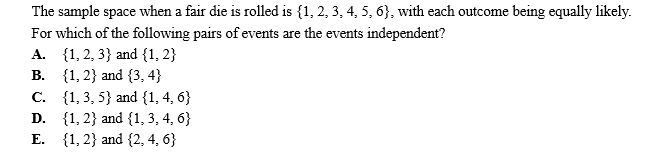 The sample space when a fair die is rolled is {1, 2, 3, 4, 5, 6}, with each outcome being equally likely.
For which of the following pairs of events are the events independent?
A. {1, 2, 3} and {1, 2}
B. {1, 2} and {3, 4}
C. {1, 3, 5} and {1, 4, 6}
D. {1, 2} and {1, 3, 4, 6}
E. {1, 2} and {2, 4, 6}